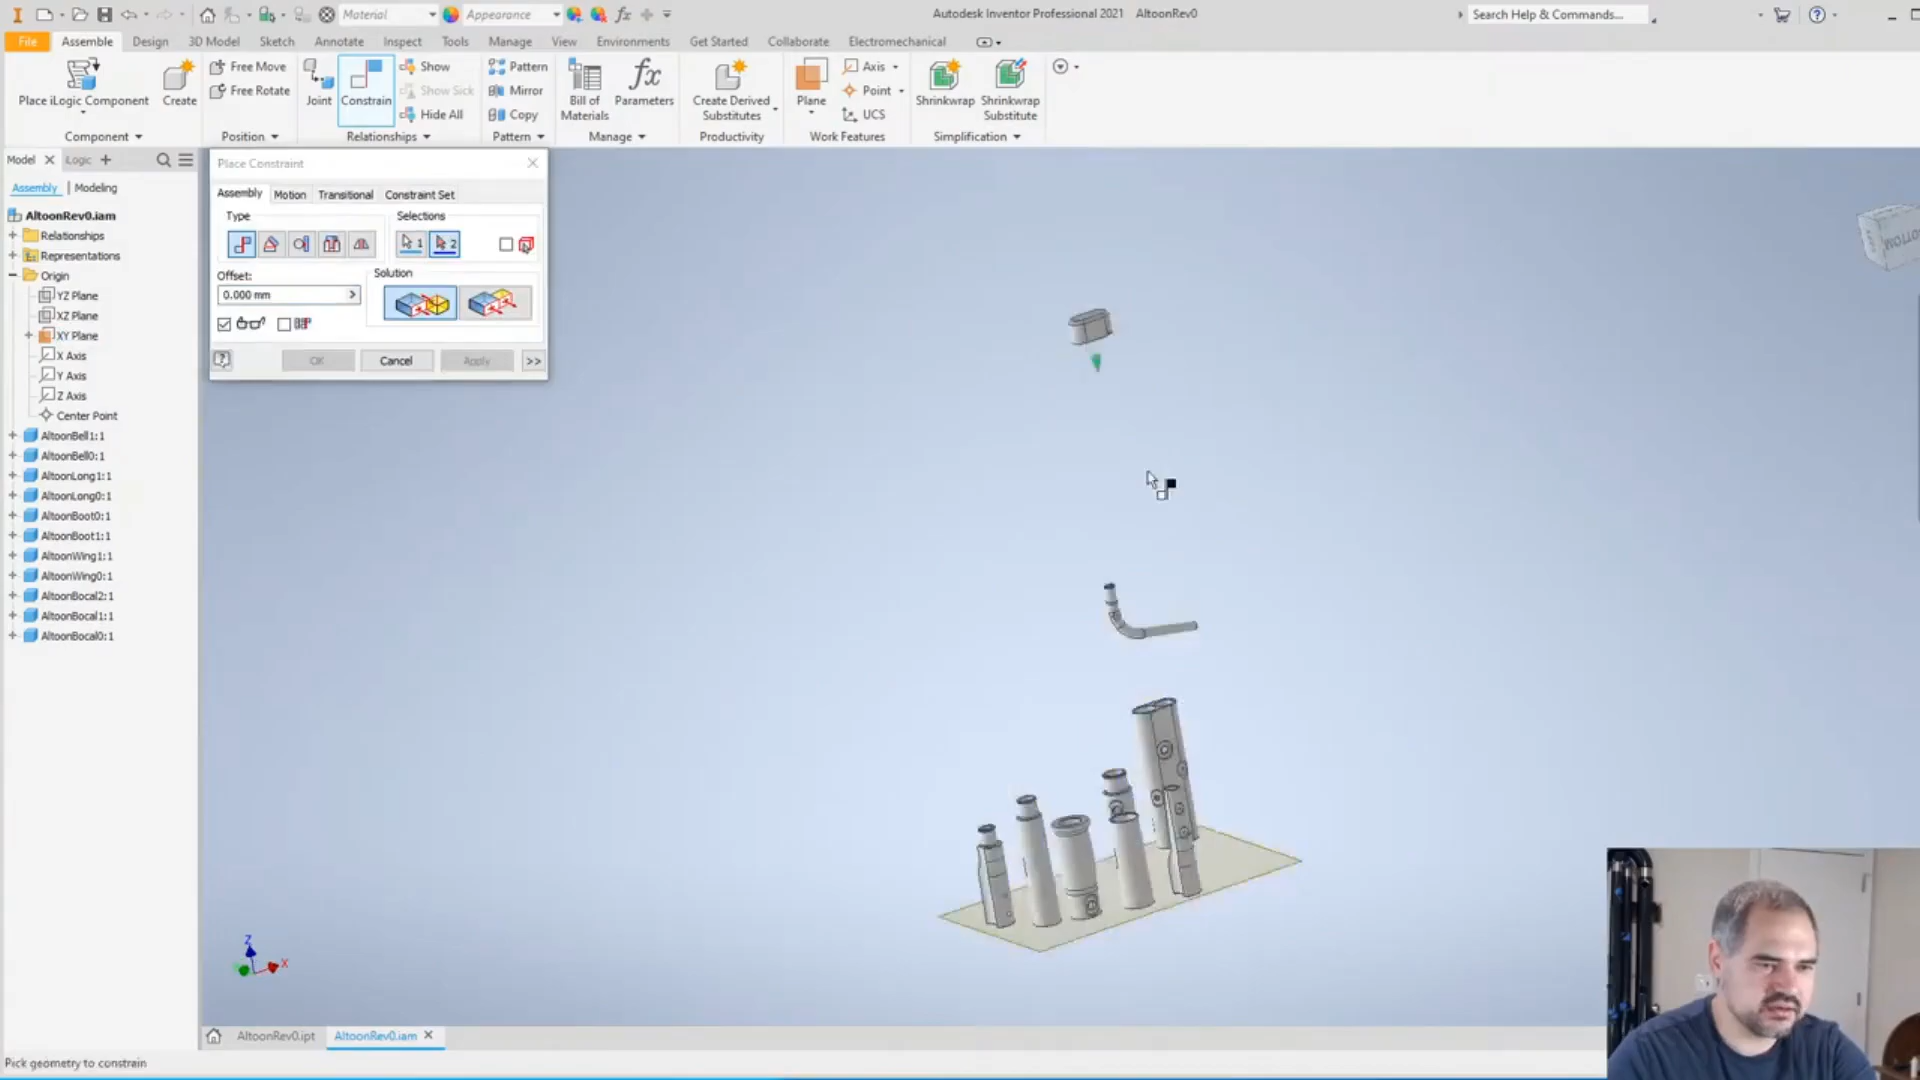 Material
Appearance
fx
Autodesk Inventor Professional 2021 AltoonRev0
Search Help & Commands...
File Assemble Design 3D Model Sketch Annotate Inspect Tools Manage View Environments Get Started Collaborate Electromechanical
Place iLogic Component
Create
Component
Free Move
Free Rotate
Position
Joint
Constrain
Show
Show Sick
Hide All
Relationships
Pattern
Mirror
Copy
Pattern
Bill of
Materials
fx
Parameters
Manage
Create Derived
Substitutes
Productivity
Plane
Axis
Point
UCS
Work Features
Shrinkwrap
Shrinkwrap
Substitute
Simplification
Model
Logic
Assembly | Modeling
AltoonRev0.iam
Relationships
Representations
Origin
YZ Plane
XZ Plane
XY Plane
X Axis
Y Axis
Z Axis
Center Point
AltoonBell1:1
AltoonBell0:1
AltoonLong1:1
AltoonLong0:1
AltoonBoot0:1
AltoonBoot1:1
AltoonWing1:1
AltoonWing0:1
AltoonBocal2:1
AltoonBocal1:1
AltoonBocal0:1
Place Constraint
Assembly Motion Transitional Constraint Set
Type
Selections
1
2
Offset:
0.000 mm
Solution
OK
Cancel
Apply
>>
BOTTOM
Z
X
AltoonRev0.ipt
AltoonRev0.iam
Pick geometry to constrain